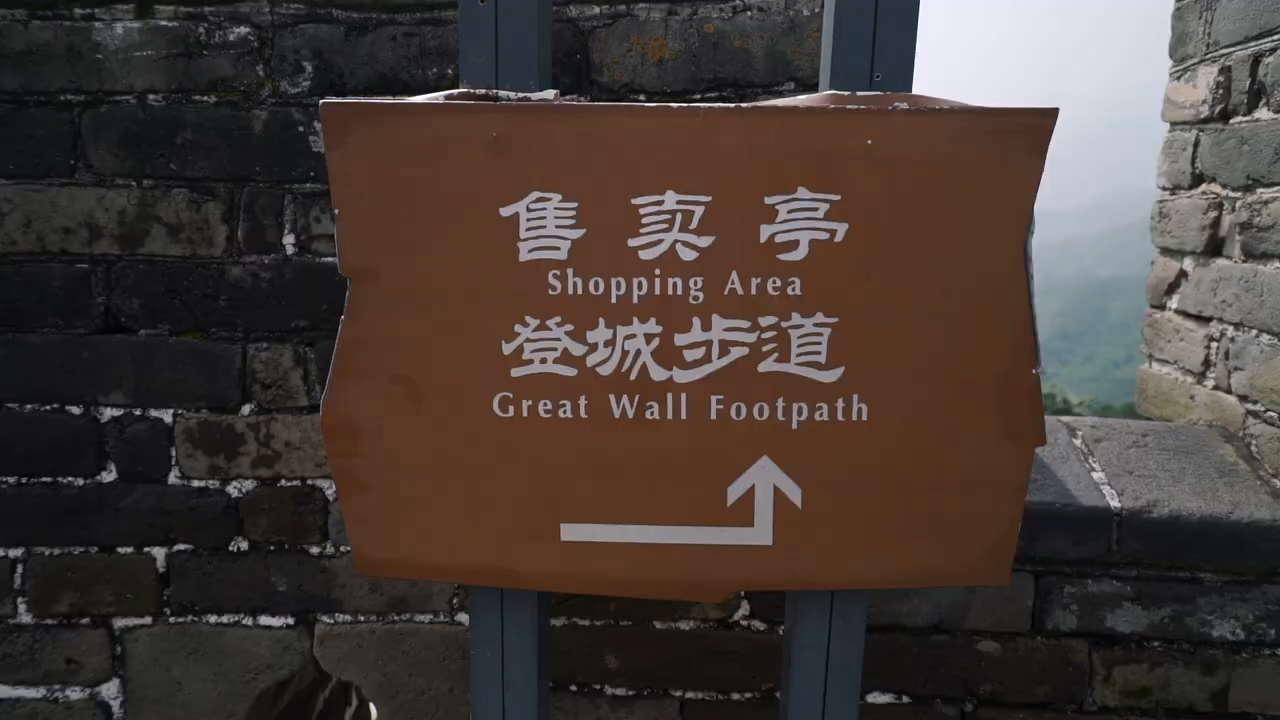 售卖亭
Shopping Area
登城步道
Great Wall Footpath